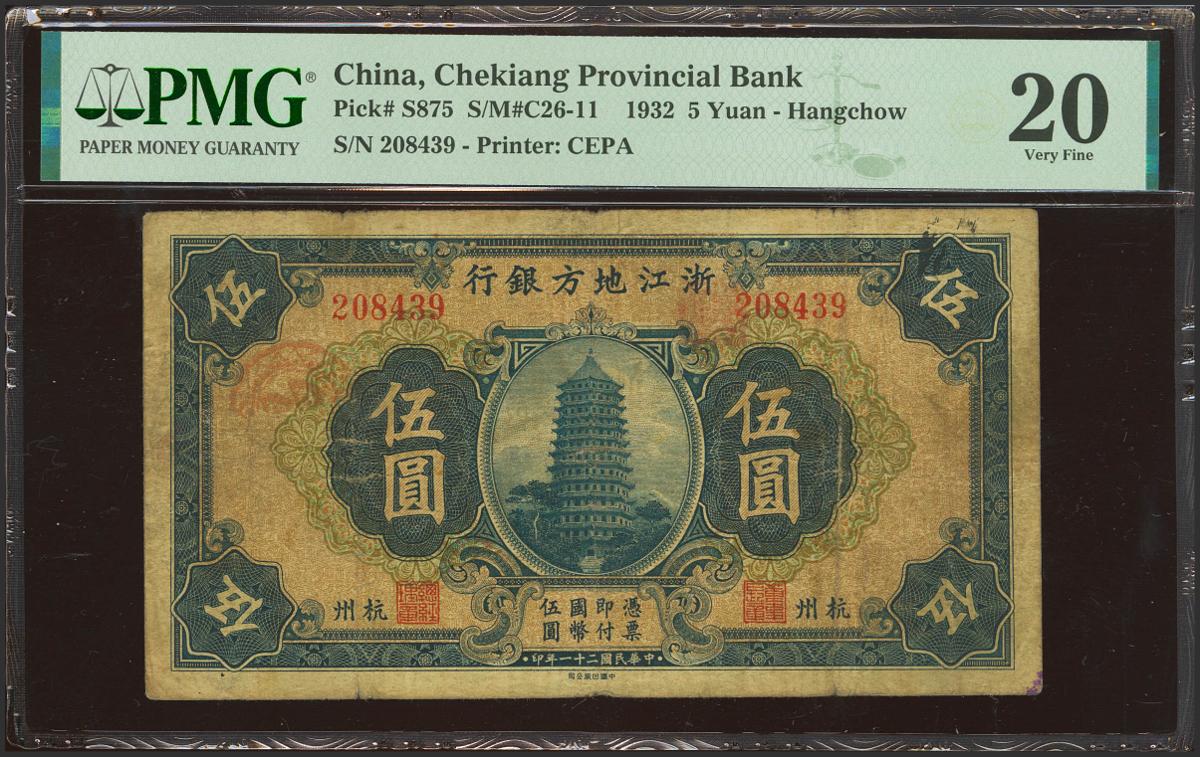 PMG®
PAPER MONEY GUARANTY
China, Chekiang Provincial Bank
Pick# S875 S/M#C26-11 1932 5 Yuan - Hangchow
S/N 208439 - Printer: CEPA
20
Very Fine
伍
行銀方地江浙
伍
208439
208439
伍圓
伍圓
憑票即付國幣伍圓
州杭
州杭
伍
伍
印年一十二國民華中